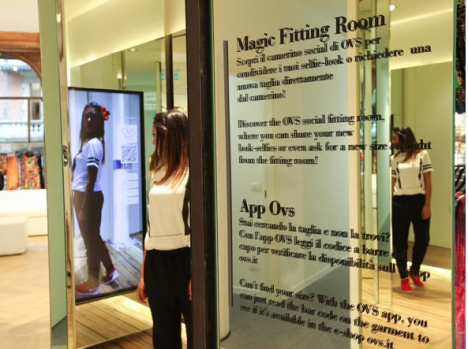 Magic Fitting Room
Scopri il camerino social di OVS per
condividere i tuoi selfie-look o richiedere una
nuova taglia direttamente
dal camerino!
Discover the OVS social fitting room,
where you can share your new
look-selfies or even ask for a new size
from the fitting room!
App Ovs
Stai cercando la taglia e non la trovi?
Con l'app OVS leggi il codice a barre
capo per verificare la disponibilità sull
ovs.it
Can't find your size? With the OVS app, you
can just read the bar code on the garment to
see if it's available in the e-shop ovs.it